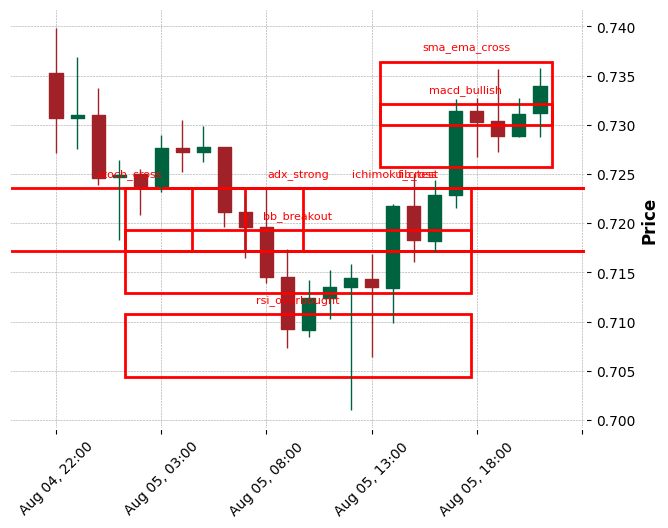 sma_ema_cross
macd_bullish
stoch_cross
adx_strong
ichimoku_cross
bb_breakout
rsi_overbought
0.740
0.735
0.730
0.725
0.720
0.715
0.710
0.705
0.700
Price
Aug 04, 22:00
Aug 05, 03:00
Aug 05, 08:00
Aug 05, 13:00
Aug 05, 18:00